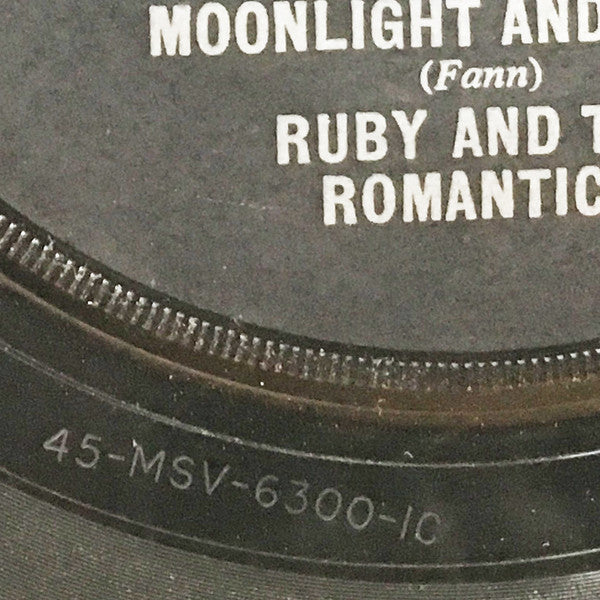 MOONLIGHT AND
(Fann)
RUBY AND T
ROMANTIC
45-MSV-6300-1C